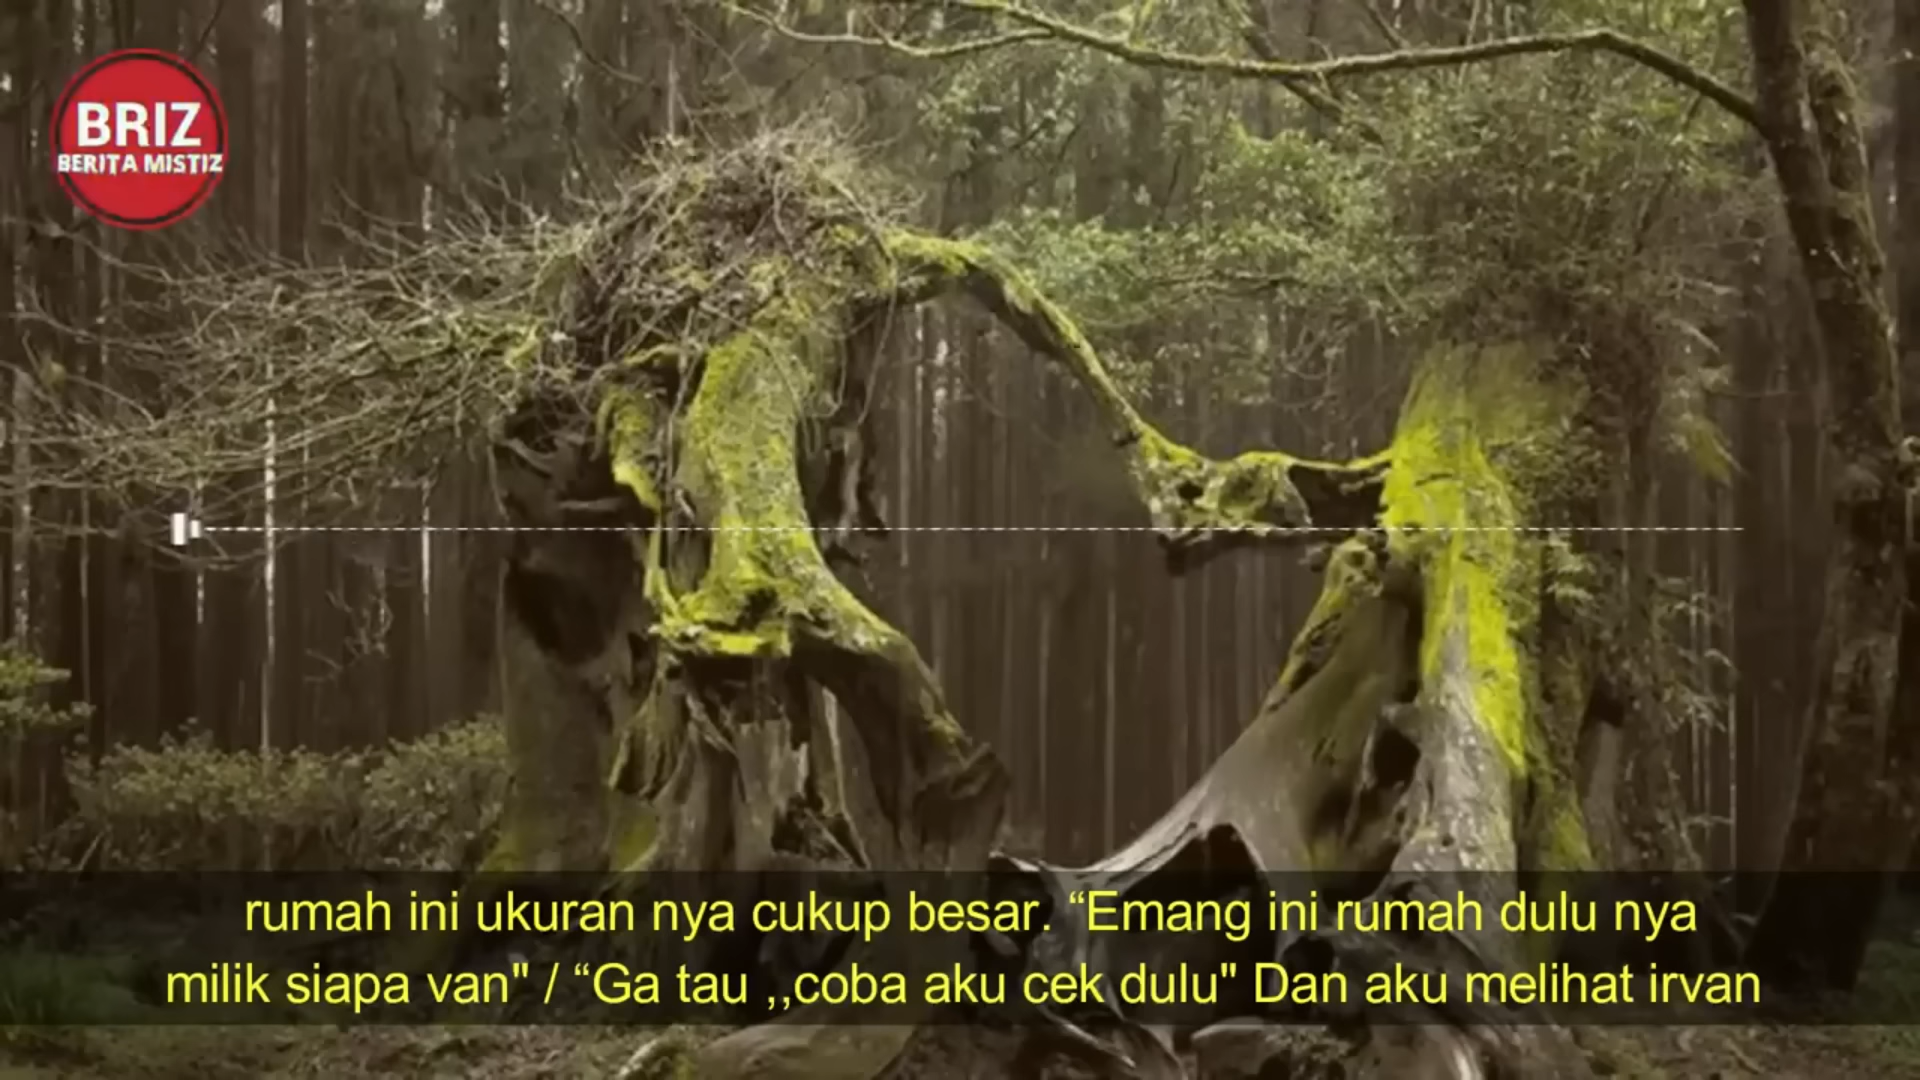 BRIZ
BERITA MISTIZ
rumah ini ukuran nya cukup besar. “Emang ini rumah dulu nya
milik siapa van" / “Ga tau ,,coba aku cek dulu" Dan aku melihat irvan